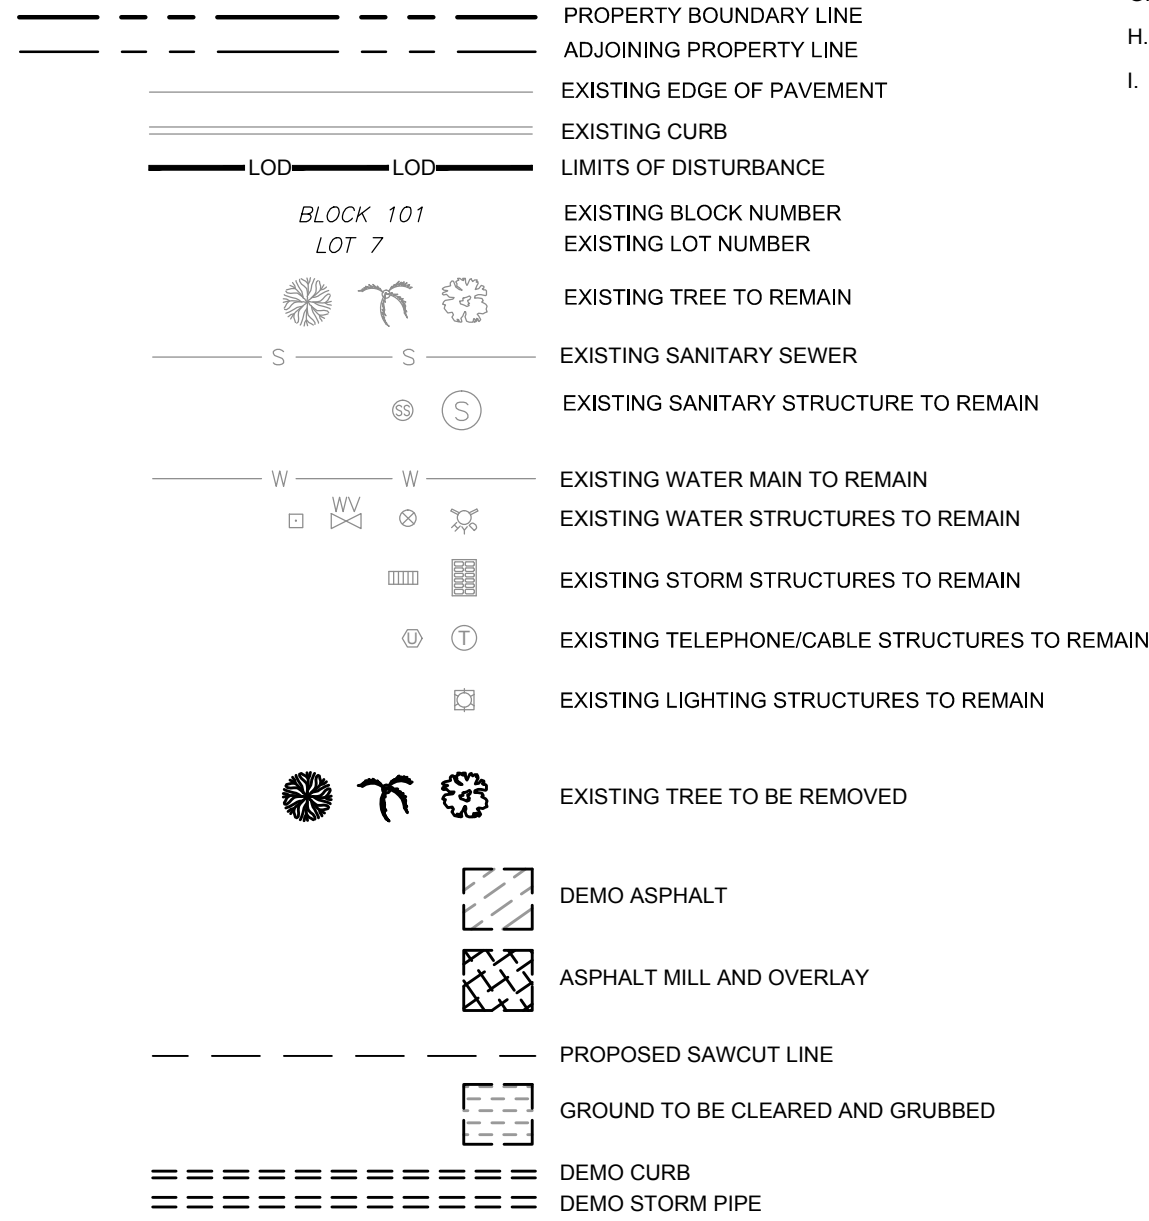 PROPERTY BOUNDARY LINE
ADJOINING PROPERTY LINE
H.
EXISTING EDGE OF PAVEMENT
I.
EXISTING CURB
LOD LOD LIMITS OF DISTURBANCE
BLOCK 101 EXISTING BLOCK NUMBER
LOT 7 EXISTING LOT NUMBER
EXISTING TREE TO REMAIN
S S EXISTING SANITARY SEWER
SS S EXISTING SANITARY STRUCTURE TO REMAIN
W W EXISTING WATER MAIN TO REMAIN
WV
EXISTING WATER STRUCTURES TO REMAIN
EXISTING STORM STRUCTURES TO REMAIN
U T EXISTING TELEPHONE/CABLE STRUCTURES TO REMAIN
EXISTING LIGHTING STRUCTURES TO REMAIN
EXISTING TREE TO BE REMOVED
DEMO ASPHALT
ASPHALT MILL AND OVERLAY
PROPOSED SAWCUT LINE
GROUND TO BE CLEARED AND GRUBBED
DEMO CURB
DEMO STORM PIPE